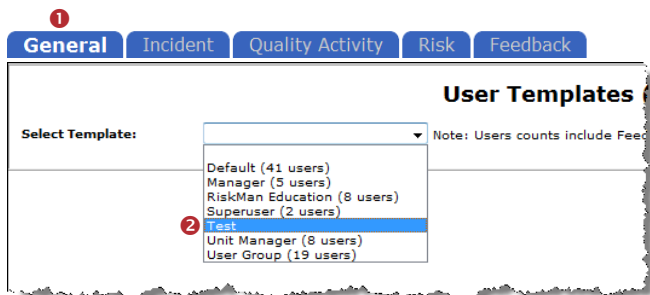 1
General Incident Quality Activity Risk Feedback
User Templates
Select Template: Note: Users counts include
Default (41 users)
Manager (5 users)
RiskMan Education (8 users)
Superuser (2 users)
2 Test
Unit Manager (8 users)
User Group (19 users)